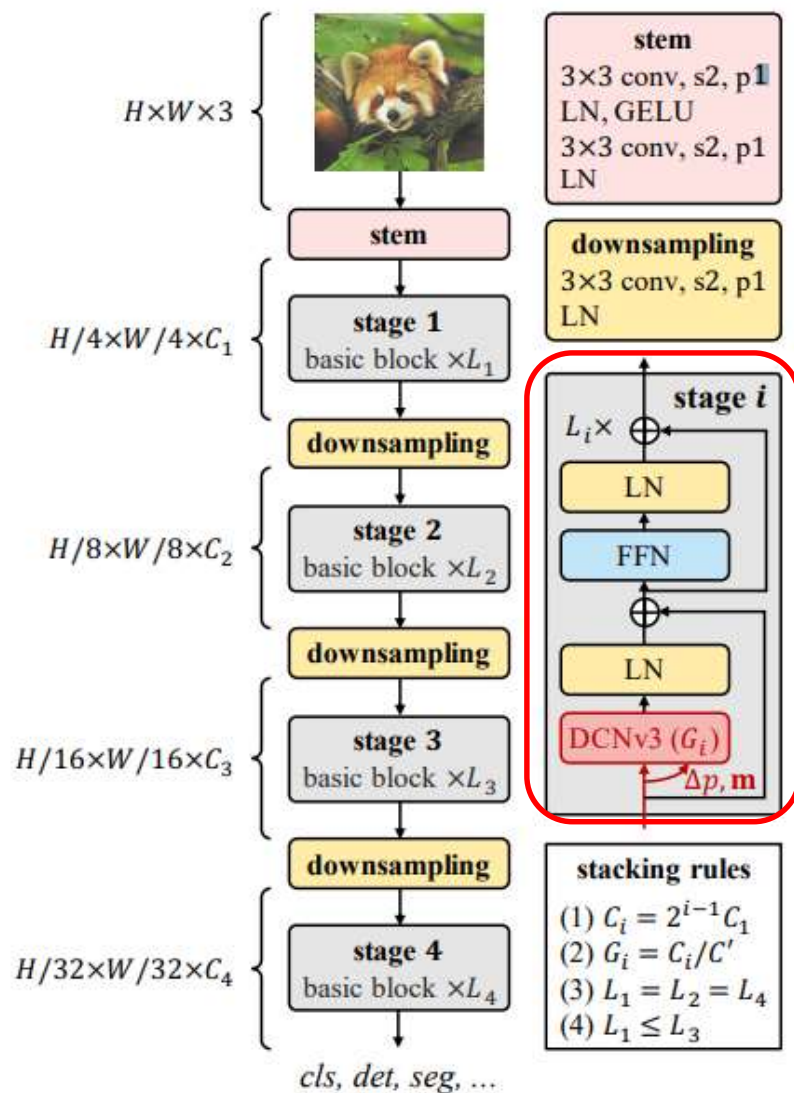 H×W×3
stem
H/4×W/4×C₁
stage 1
basic block ×L₁
downsampling
H/8×W/8×C₂
stage 2
basic block ×L₂
downsampling
H/16×W/16×C₃
stage 3
basic block ×L₃
downsampling
H/32×W/32×C₄
stage 4
basic block ×L₄
cls, det, seg, ...
stem
3×3 conv, s2, p1
LN, GELU
3×3 conv, s2, p1
LN
downsampling
3×3 conv, s2, p1
LN
stage i
Lᵢ×
LN
FFN
LN
DCNv3 (Gᵢ)
Δp, m
stacking rules
(1) Cᵢ = 2ⁱ⁻¹C₁
(2) Gᵢ = Cᵢ/C′
(3) L₁ = L₂ = L₄
(4) L₁ ≤ L₃